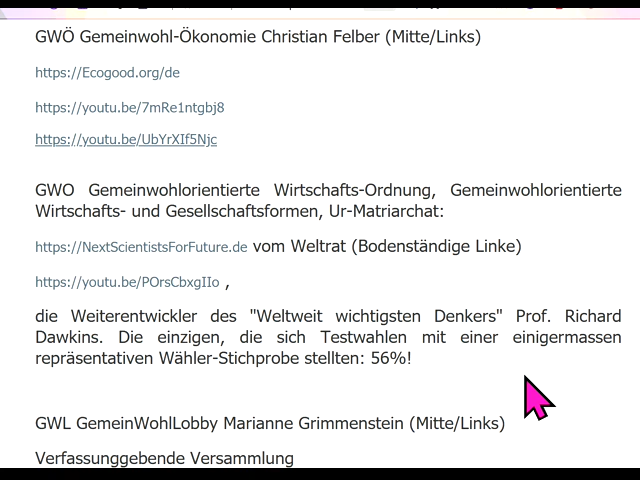 GWÖ Gemeinwohl-Ökonomie Christian Felber (Mitte/Links)
https://Ecogood.org/de
https://youtu.be/7mRe1ntgbj8
https://youtu.be/UbYrXIf5Njc
GWO Gemeinwohlorientierte Wirtschafts-Ordnung, Gemeinwohlorientierte
Wirtschafts- und Gesellschaftsformen, Ur-Matriarchat:
https://NextScientistsForFuture.de vom Weltrat (Bodenständige Linke)
https://youtu.be/POrsCbxgIIo ,
die Weiterentwickler des "Weltweit wichtigsten Denkers" Prof. Richard
Dawkins. Die einzigen, die sich Testwahlen mit einer einigermassen
repräsentativen Wähler-Stichprobe stellten: 56%!
GWL GemeinWohlLobby Marianne Grimmenstein (Mitte/Links)
Verfassunggebende Versammlung